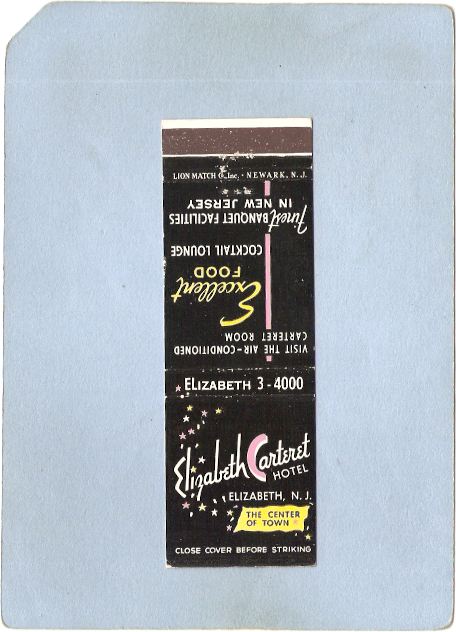 LION MATCH C., Inc. · NEWARK, N. J.
VISIT THE AIR-CONDITIONED
CARTERET ROOM
Excellent
FOOD
COCKTAIL LOUNGE
Finest BANQUET FACILITIES
IN NEW JERSEY
ELIZABETH 3-4000
Elizabeth Carteret
HOTEL
ELIZABETH, N. J.
THE CENTER
OF TOWN
CLOSE COVER BEFORE STRIKING